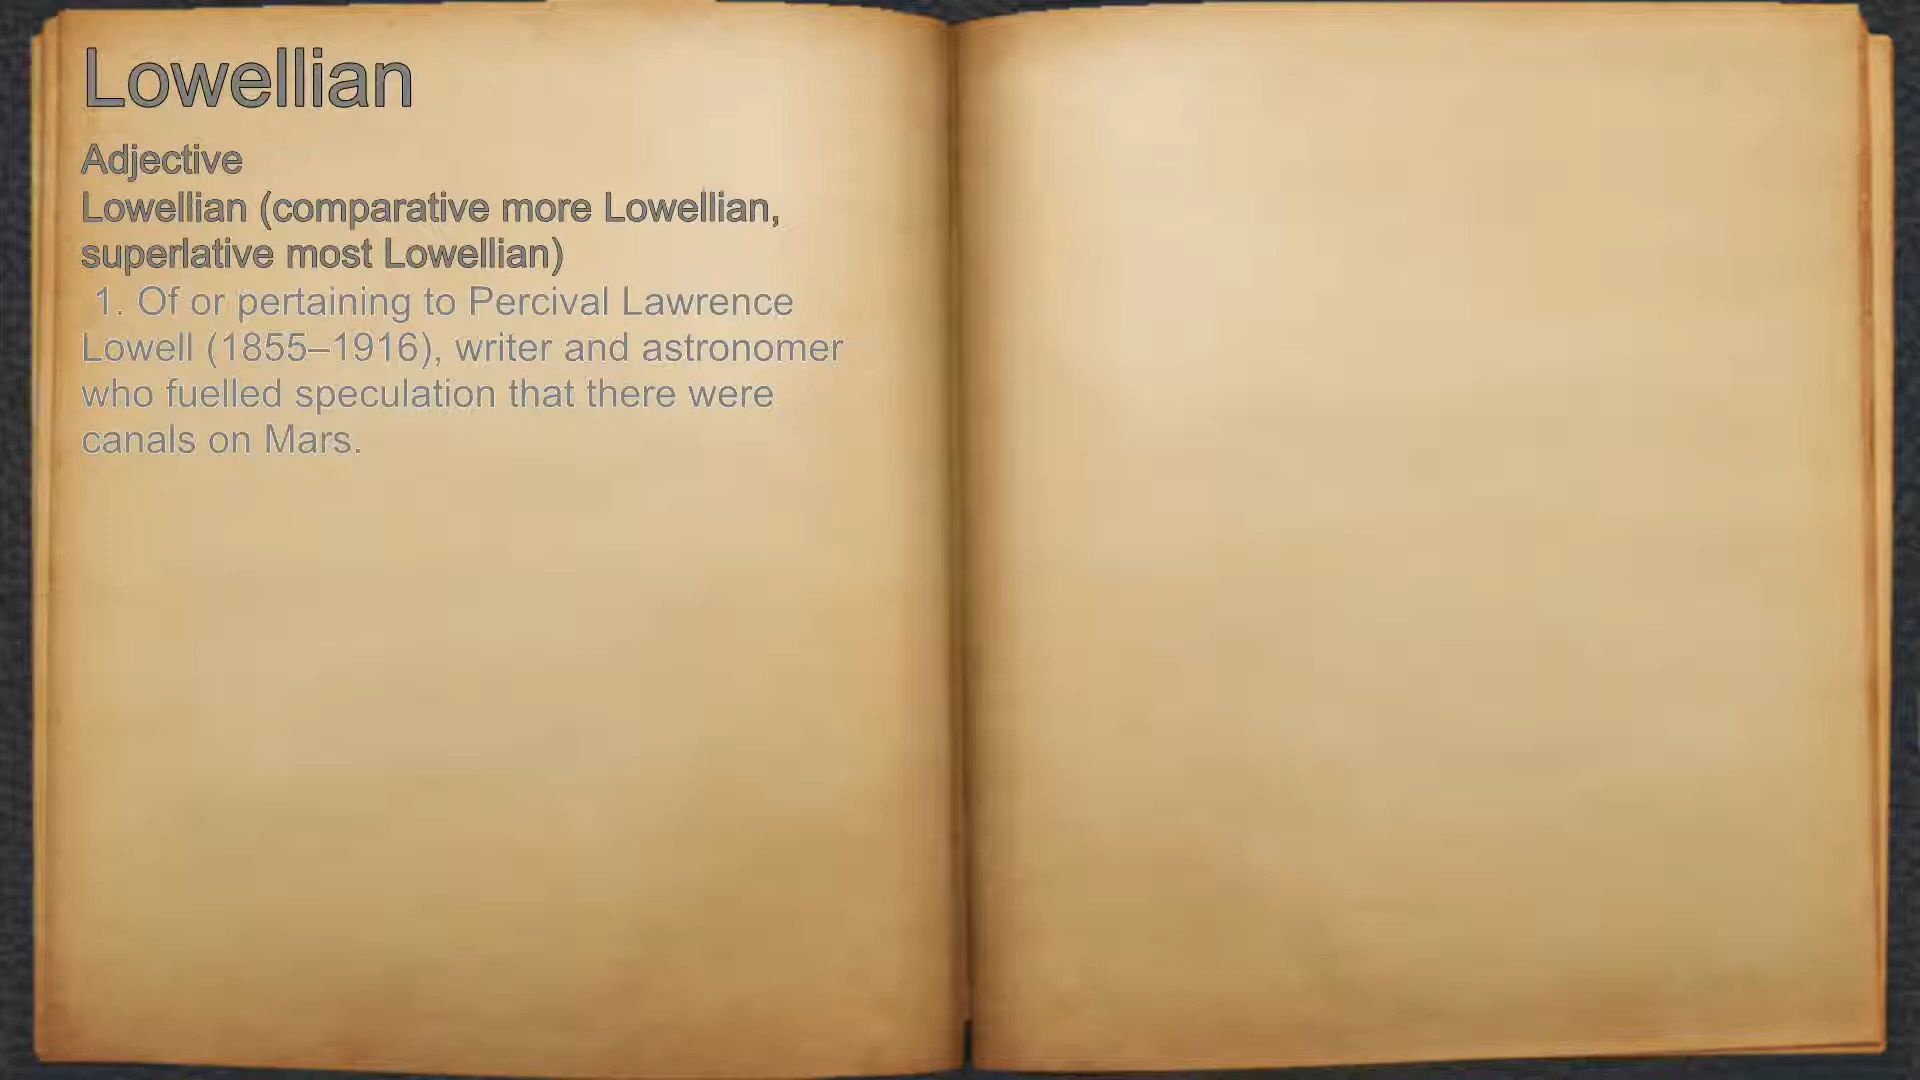 Lowellian
Adjective
Lowellian (comparative more Lowellian,
superlative most Lowellian)
1. Of or pertaining to Percival Lawrence
Lowell (1855–1916), writer and astronomer
who fuelled speculation that there were
canals on Mars.